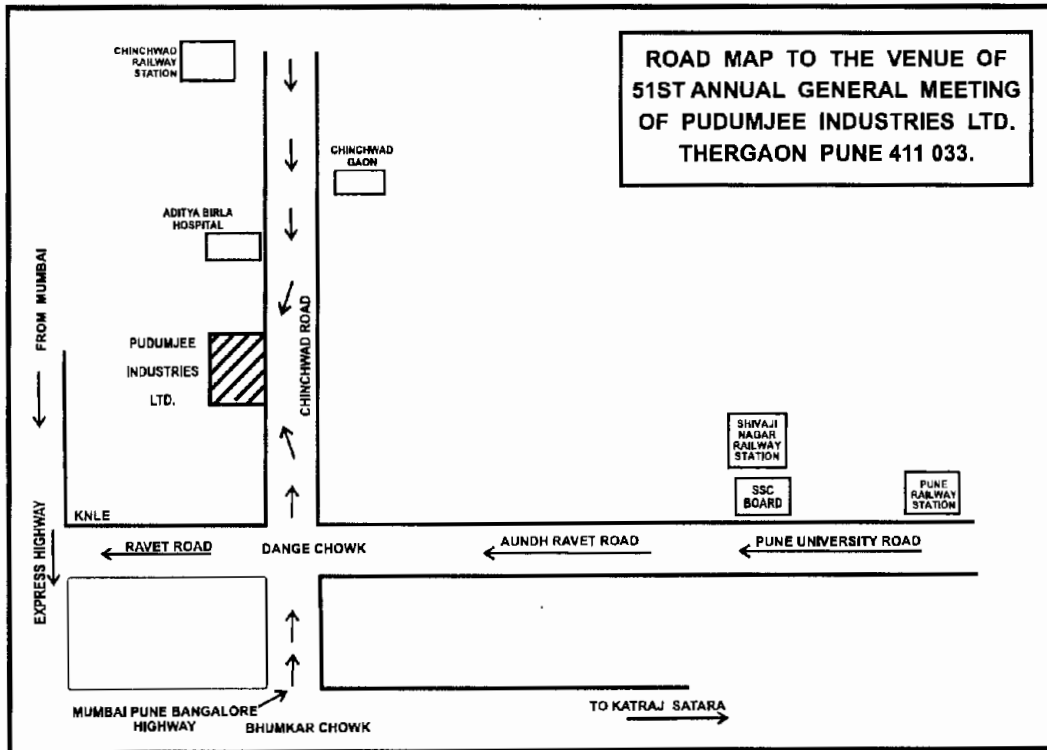 CHINCHWAD
RAILWAY
STATION
ROAD MAP TO THE VENUE OF
51ST ANNUAL GENERAL MEETING
OF PUDUMJEE INDUSTRIES LTD.
THERGAON PUNE 411 033.
CHINCHWAD
GAON
ADITYA BIRLA
HOSPITAL
FROM MUMBAI
PUDUMJEE
INDUSTRIES
LTD.
CHINCHWAD ROAD
SHIVAJI
NAGAR
RAILWAY
STATION
SSC
BOARD
PUNE
RAILWAY
STATION
KNLE
EXPRESS HIGHWAY
RAVET ROAD
DANGE CHOWK
AUNDH RAVET ROAD
PUNE UNIVERSITY ROAD
MUMBAI PUNE BANGALORE
HIGHWAY
BHUMKAR CHOWK
TO KATRAJ SATARA